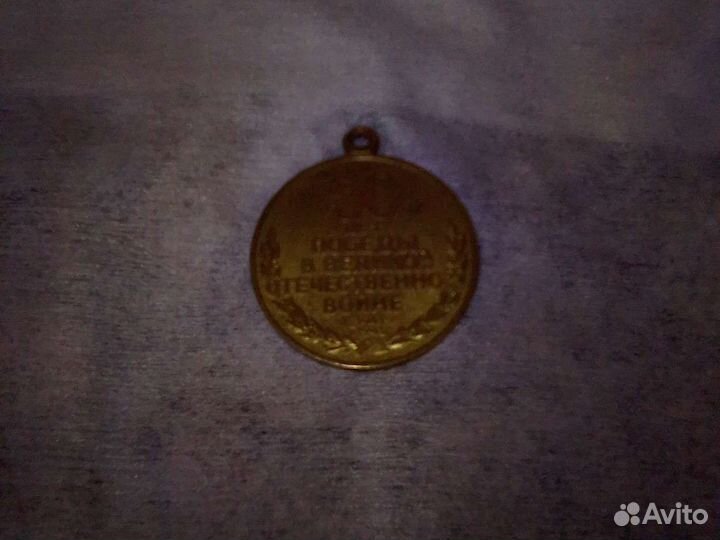 ПОБЕДЫ
В ВЕЛИКОЙ
ОТЕЧЕСТВЕННОЙ
ВОЙНЕ
Avito